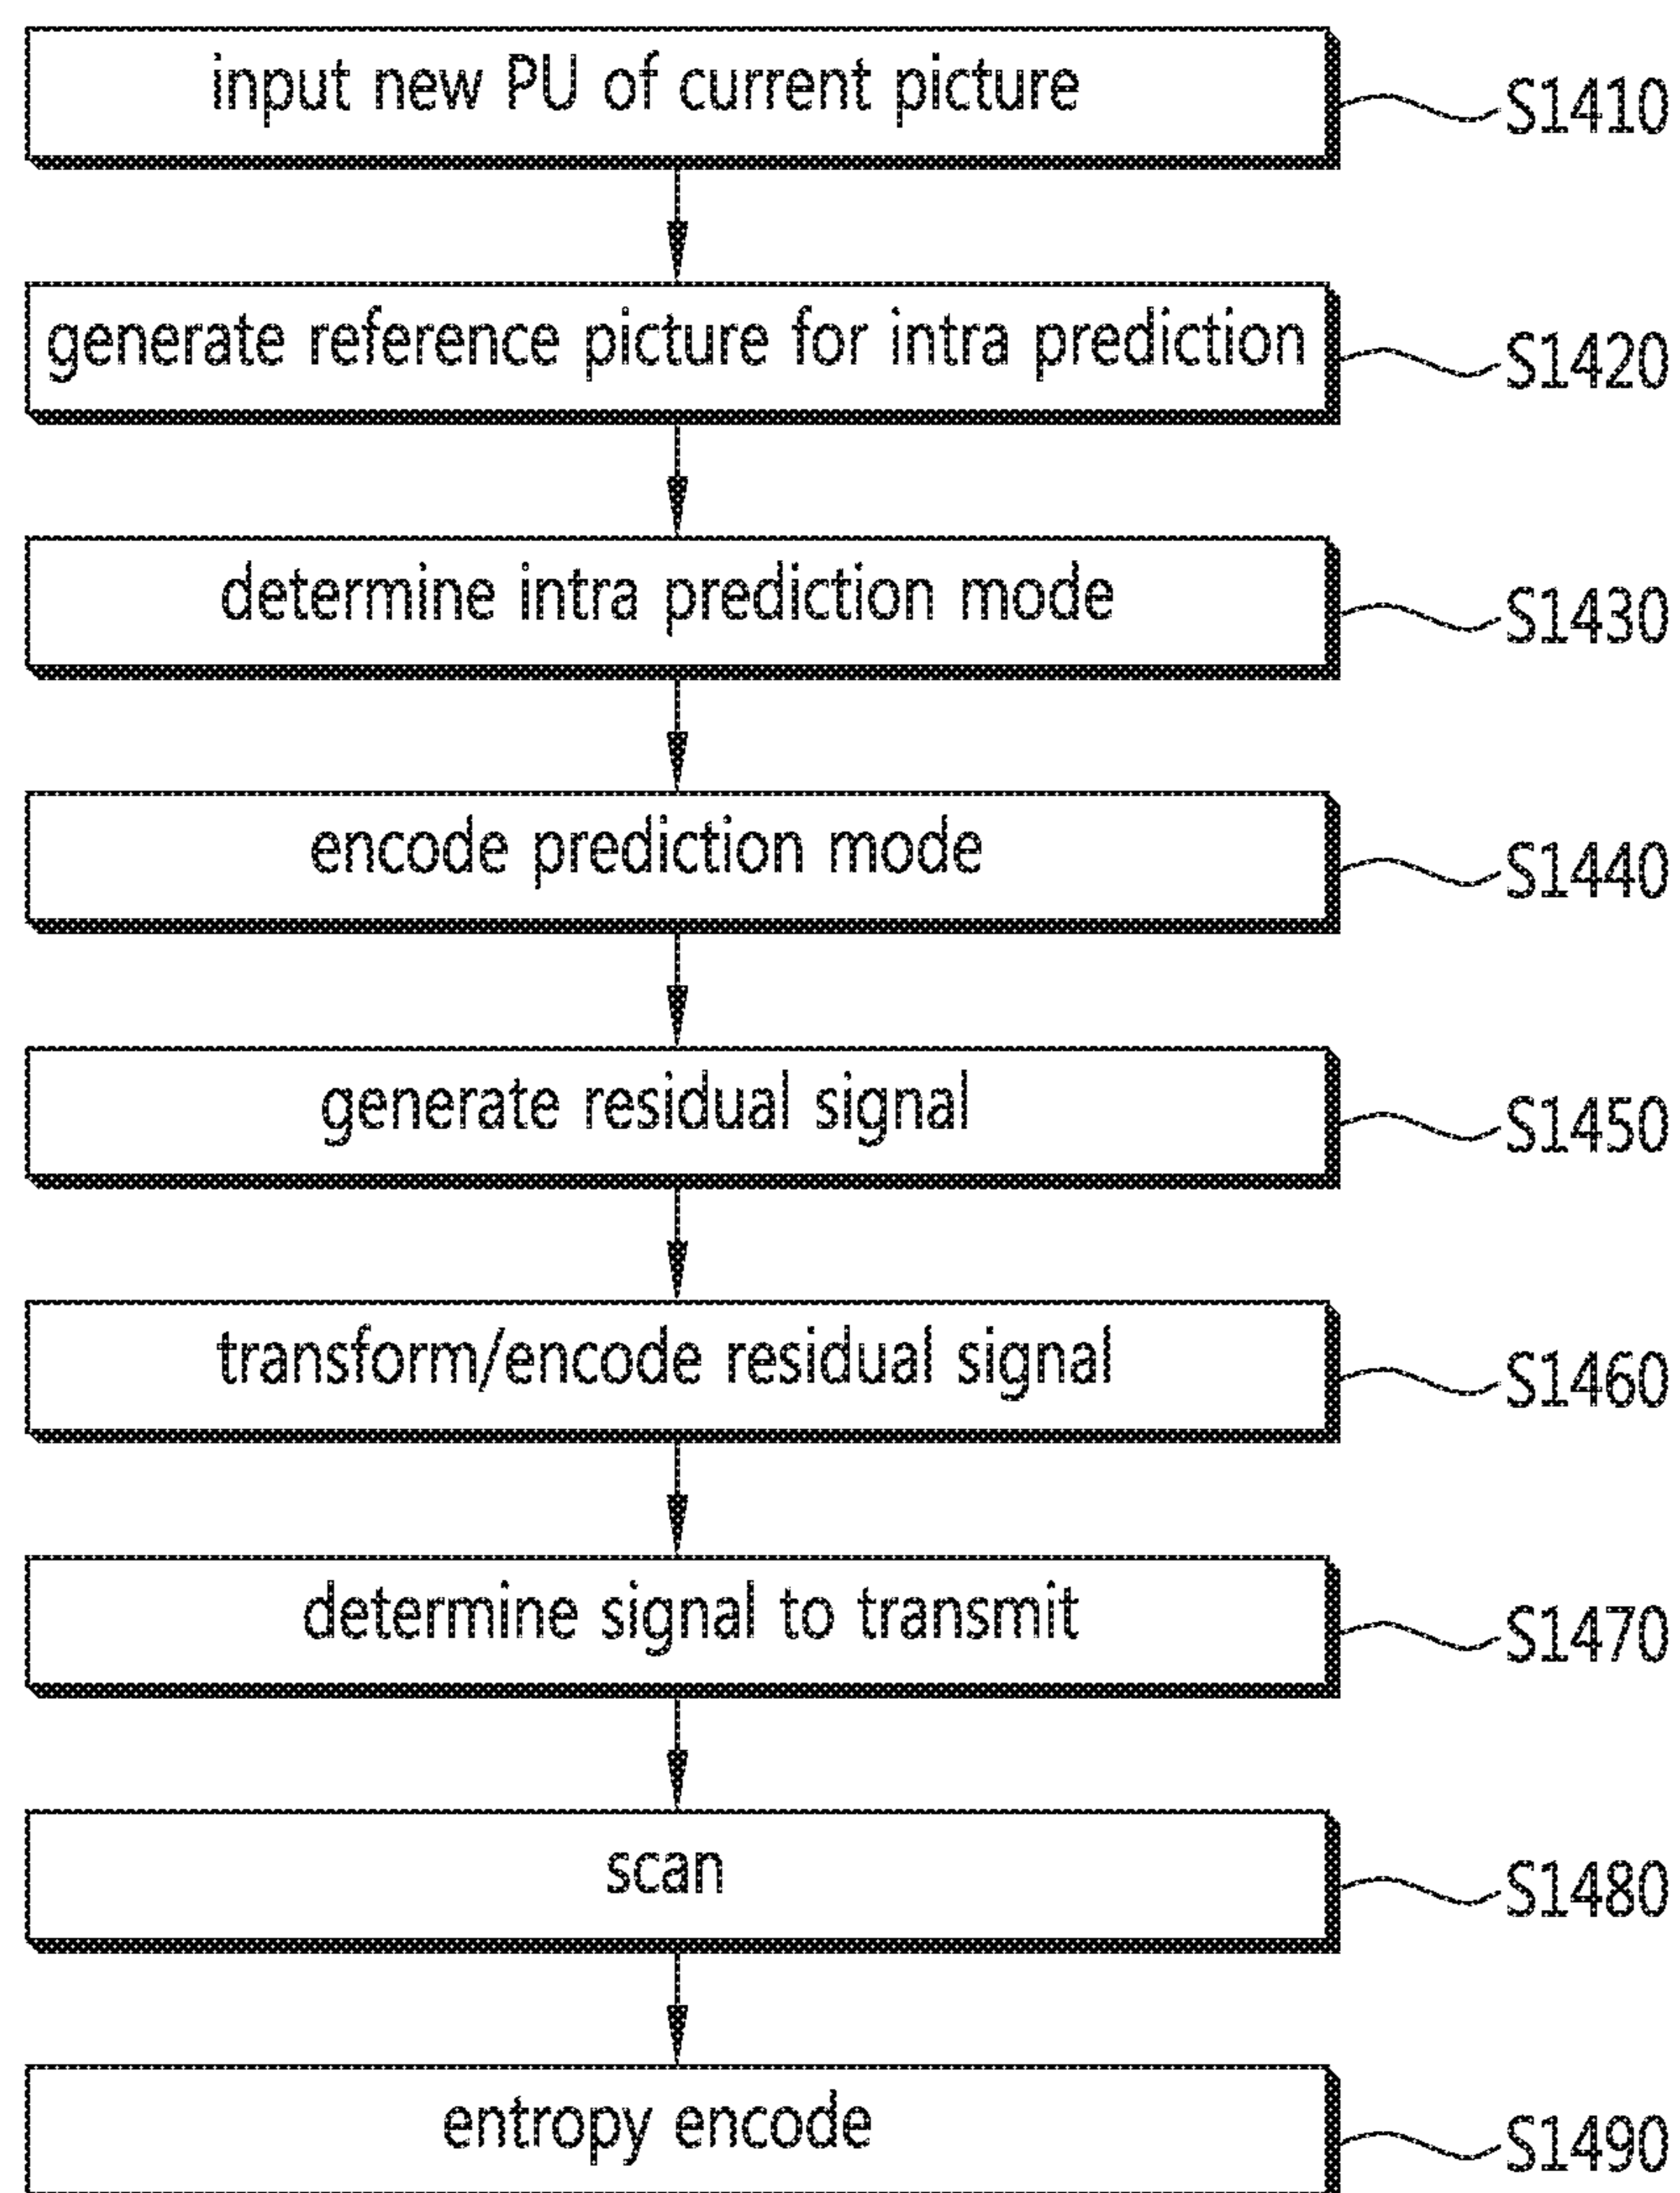 input new PU of current picture
S1410
generate reference picture for intra prediction
S1420
determine intra prediction mode
S1430
encode prediction mode
S1440
generate residual signal
S1450
transform/encode residual signal
S1460
determine signal to transmit
S1470
scan
S1480
entropy encode
S1490